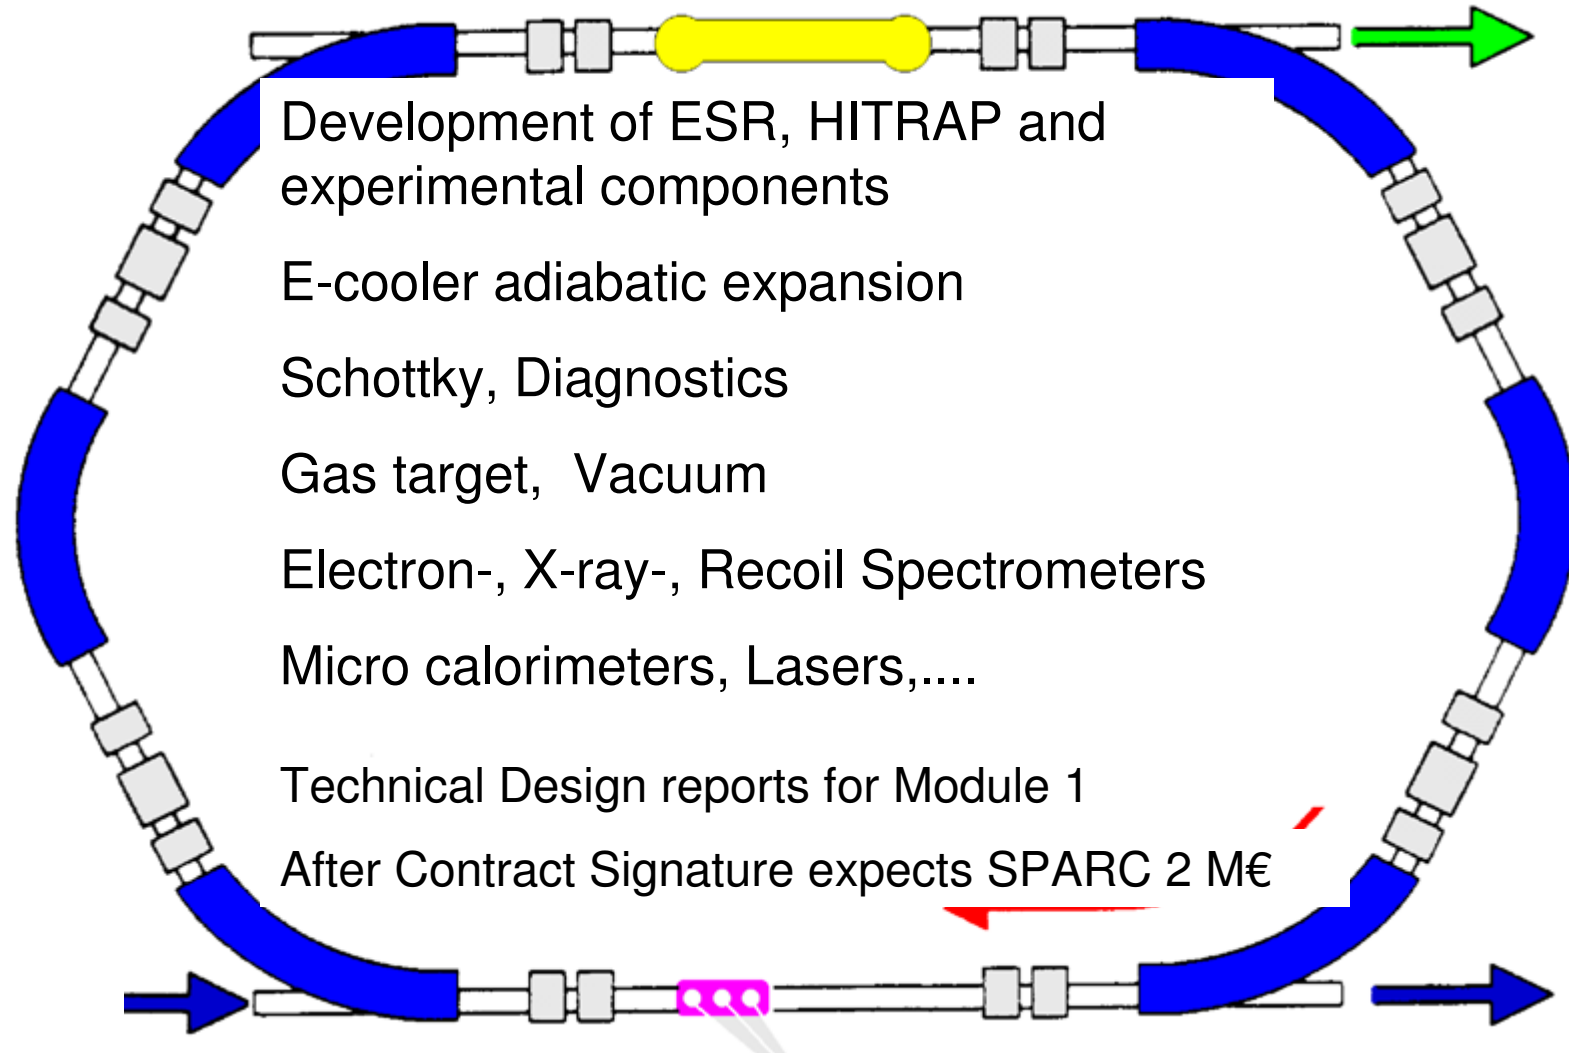 Development of ESR, HITRAP and
experimental components
E-cooler adiabatic expansion
Schottky, Diagnostics
Gas target,  Vacuum
Electron-, X-ray-, Recoil Spectrometers
Micro calorimeters, Lasers,....
Technical Design reports for Module 1
After Contract Signature expects SPARC 2 M€